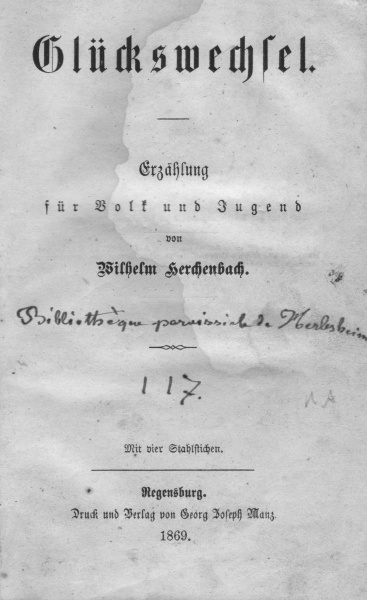 Glückswechsel.
Erzählung
für Volk und Jugend
von
Wilhelm Herchenbach.
Bibliothèque paroissiale de Herbsheim
117.
Mit vier Stahlstichen.
Regensburg.
Druck und Verlag von Georg Joseph Manz.
1869.